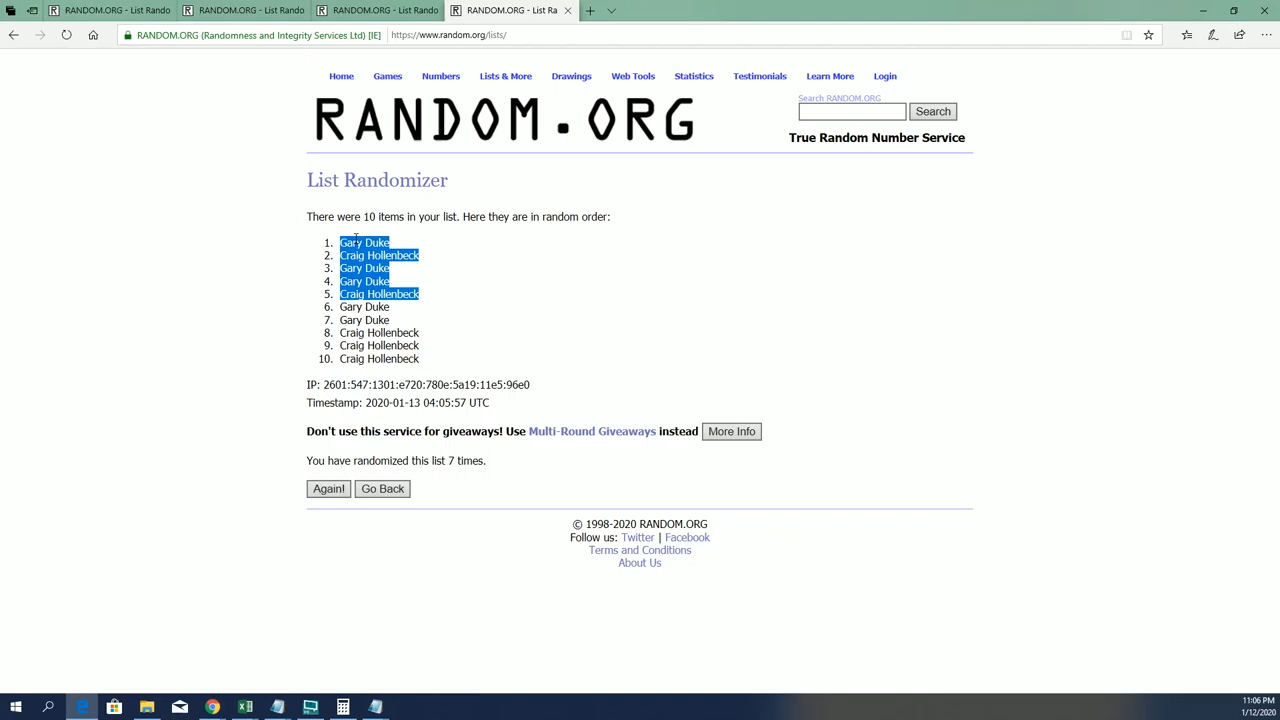 RANDOM.ORG - List Rando
RANDOM.ORG - List Rando
RANDOM.ORG - List Rando
RANDOM.ORG - List Ra
RANDOM.ORG (Randomness and Integrity Services Ltd) [IE]
https://www.random.org/lists/
Home Games Numbers Lists & More Drawings Web Tools Statistics Testimonials Learn More Login
RANDOM.ORG
Search RANDOM.ORG
Search
True Random Number Service
List Randomizer
There were 10 items in your list. Here they are in random order:
1. Gary Duke
2. Craig Hollenbeck
3. Gary Duke
4. Gary Duke
5. Craig Hollenbeck
6. Gary Duke
7. Gary Duke
8. Craig Hollenbeck
9. Craig Hollenbeck
10. Craig Hollenbeck
IP: 2601:547:1301:e720:780e:5a19:11e5:96e0
Timestamp: 2020-01-13 04:05:57 UTC
Don't use this service for giveaways! Use Multi-Round Giveaways instead More Info
You have randomized this list 7 times.
Again! Go Back
© 1998-2020 RANDOM.ORG
Follow us: Twitter | Facebook
Terms and Conditions
About Us
11:06 PM
1/12/2020